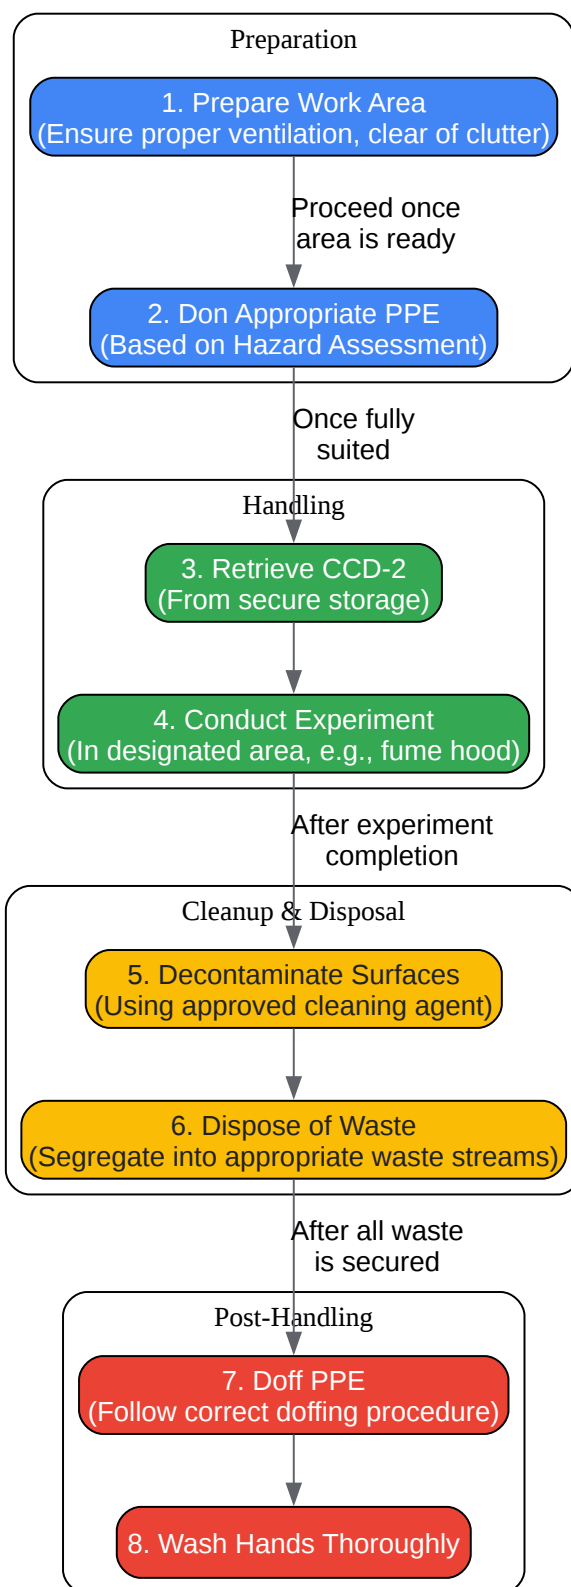 Preparation
1. Prepare Work Area
(Ensure proper ventilation, clear of clutter)
Proceed once
area is ready
2. Don Appropriate PPE
(Based on Hazard Assessment)
Once fully
suited
Handling
3. Retrieve CCD-2
(From secure storage)
4. Conduct Experiment
(In designated area, e.g., fume hood)
After experiment
completion
Cleanup & Disposal
5. Decontaminate Surfaces
(Using approved cleaning agent)
6. Dispose of Waste
(Segregate into appropriate waste streams)
After all waste
is secured
Post-Handling
7. Doff PPE
(Follow correct doffing procedure)
8. Wash Hands Thoroughly